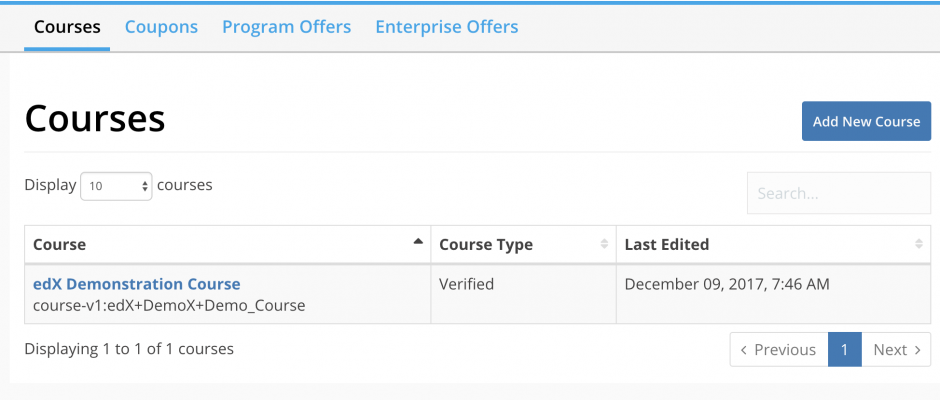 Courses Coupons Program Offers Enterprise Offers
Courses
Add New Course
Display 10 courses
Search...
Course Course Type Last Edited
edX Demonstration Course Verified December 09, 2017, 7:46 AM
course-v1:edX+DemoX+Demo_Course
Displaying 1 to 1 of 1 courses
‹ Previous 1 Next ›